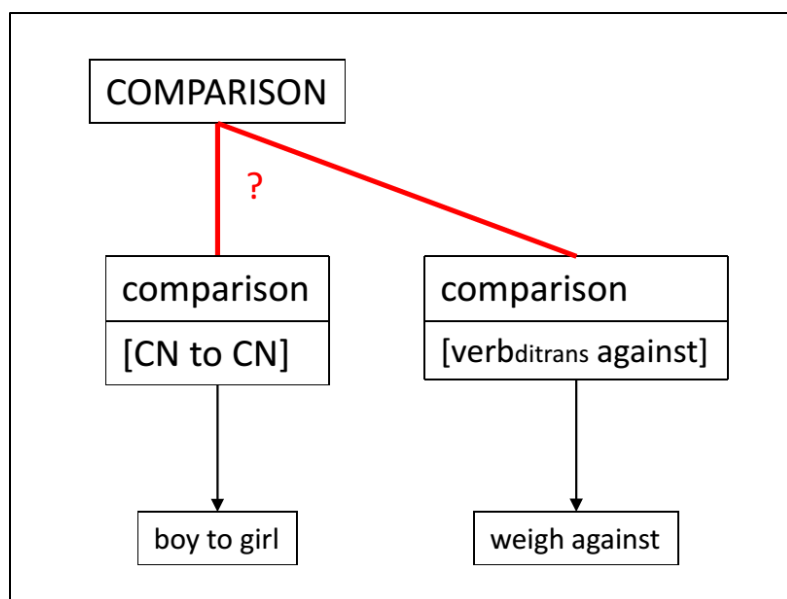 COMPARISON
?
comparison
[CN to CN]
comparison
[verbditrans against]
boy to girl
weigh against